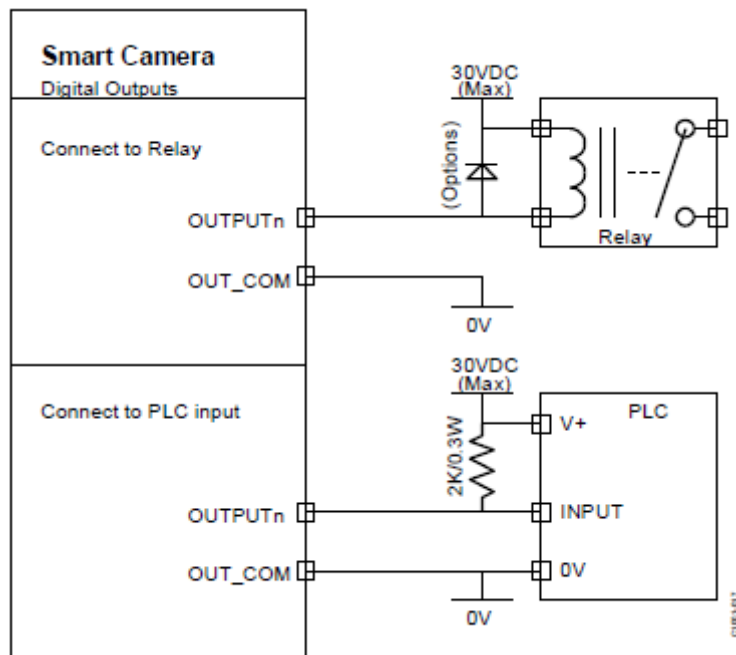 Smart Camera
Digital Outputs
Connect to Relay
30VDC
(Max)
(Options)
OUTPUTn
Relay
OUT_COM
0V
30VDC
(Max)
Connect to PLC input
PLC
V+
2K/0.3W
OUTPUTn
INPUT
OUT_COM
0V
0V